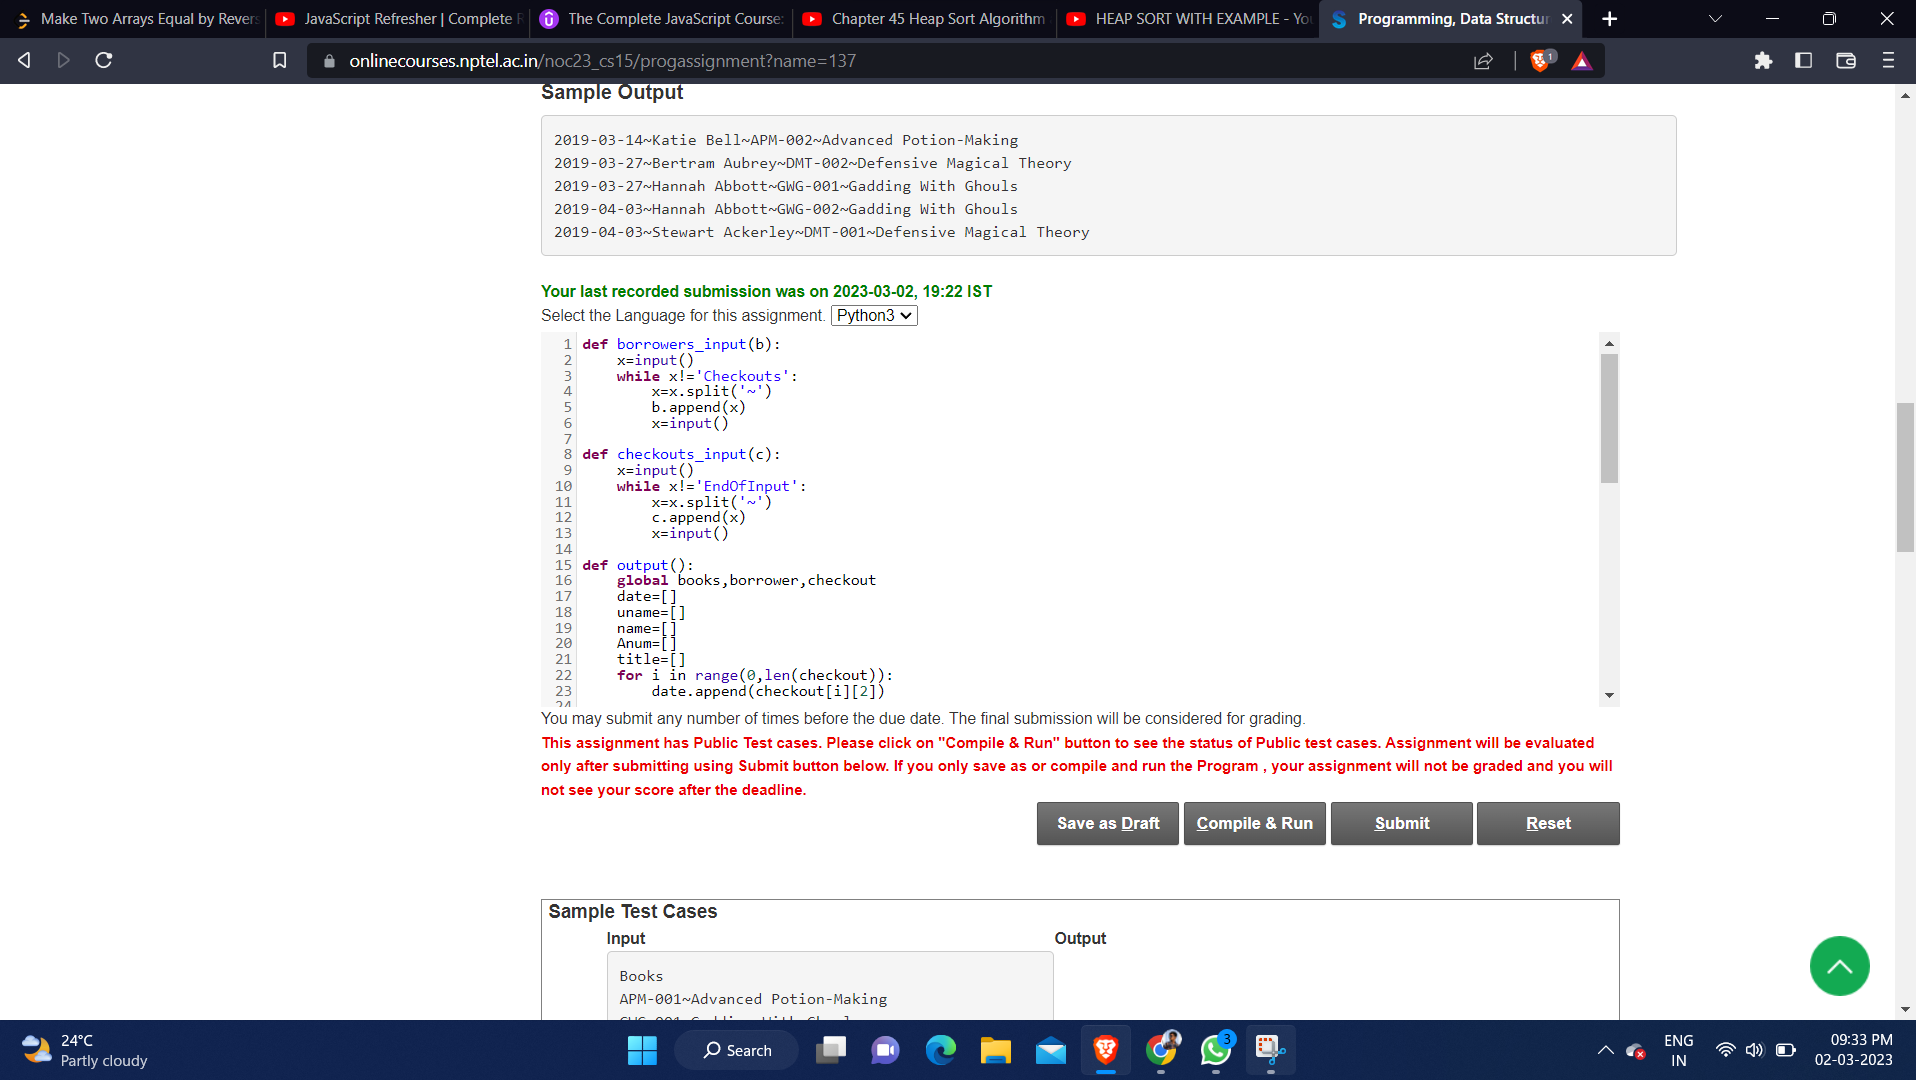 Make Two Arrays Equal by Revers
JavaScript Refresher | Complete R
The Complete JavaScript Course:
Chapter 45 Heap Sort Algorithm
HEAP SORT WITH EXAMPLE - You
Programming, Data Structur
onlinecourses.nptel.ac.in/noc23_cs15/progassignment?name=137
1
Sample Output
2019-03-14~Katie Bell~APM-002~Advanced Potion-Making
2019-03-27~Bertram Aubrey~DMT-002~Defensive Magical Theory
2019-03-27~Hannah Abbott~GWG-001~Gadding With Ghouls
2019-04-03~Hannah Abbott~GWG-002~Gadding With Ghouls
2019-04-03~Stewart Ackerley~DMT-001~Defensive Magical Theory
Your last recorded submission was on 2023-03-02, 19:22 IST
Select the Language for this assignment. Python3
1 def borrowers_input(b):
2     x=input()
3     while x!='Checkouts':
4         x=x.split('~')
5         b.append(x)
6         x=input()
7
8 def checkouts_input(c):
9     x=input()
10     while x!='EndOfInput':
11         x=x.split('~')
12         c.append(x)
13         x=input()
14
15 def output():
16     global books,borrower,checkout
17     date=[]
18     uname=[]
19     name=[]
20     Anum=[]
21     title=[]
22     for i in range(0,len(checkout)):
23         date.append(checkout[i][2])
24
You may submit any number of times before the due date. The final submission will be considered for grading.
This assignment has Public Test cases. Please click on "Compile & Run" button to see the status of Public test cases. Assignment will be evaluated
only after submitting using Submit button below. If you only save as or compile and run the Program , your assignment will not be graded and you will
not see your score after the deadline.
Save as Draft
Compile & Run
Submit
Reset
Sample Test Cases
Input
Output
Books
APM-001~Advanced Potion-Making
24°C
Partly cloudy
Search
3
ENG
IN
09:33 PM
02-03-2023